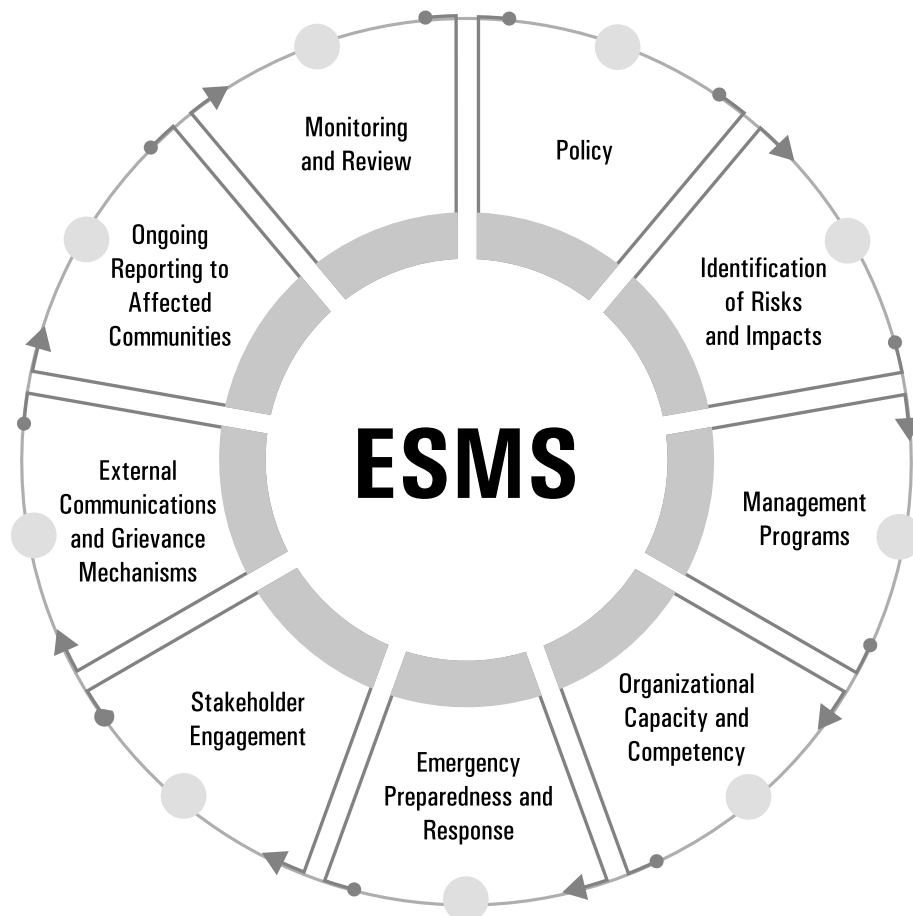 Monitoring
and Review
Policy
Ongoing
Reporting to
Affected
Communities
Identification
of Risks
and Impacts
ESMS
External
Communications
and Grievance
Mechanisms
Management
Programs
Stakeholder
Engagement
Organizational
Capacity and
Competency
Emergency
Preparedness and
Response